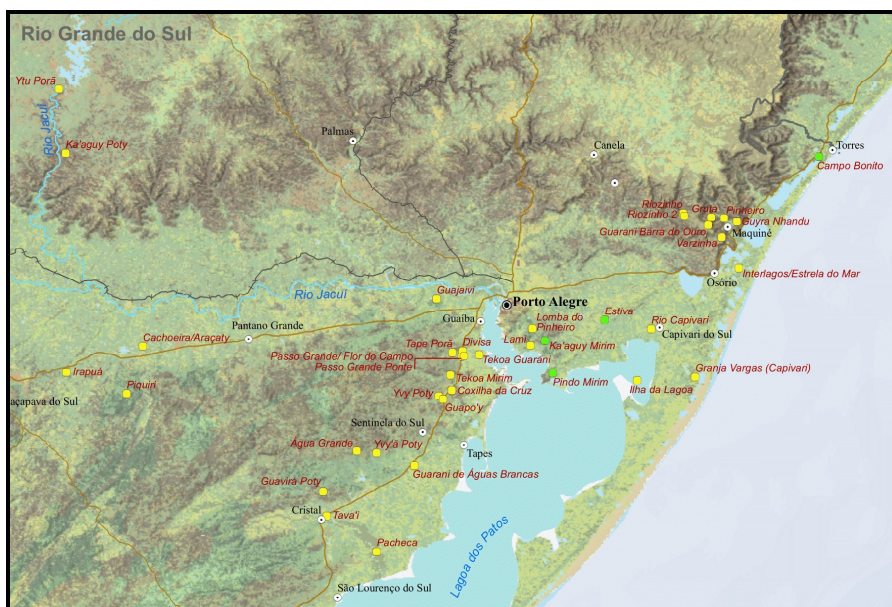 Rio Grande do Sul
Ytu Porã
Rio Jacuí
Ka'aguy Poty
Palmas
Canela
Torres
Campo Bonito
Riozinho
Riozinho 2
Gruta
Pinheiro
Guyra Nhandu
Guarani Barra do Ouro
Maquiné
Varzinha
Interlagos/Estrela do Mar
Osório
Rio Jacuí
Guajaivi
Porto Alegre
Guaíba
Estiva
Lomba do
Pinheiro
Rio Capivari
Capivari do Sul
Pantano Grande
Cachoeira/Araçaty
Tape Porã
Divisa
Lami
Ka'aguy Mirim
Passo Grande/ Flor do Campo
Passo Grande Ponte
Tekoa Guarani
Irapuá
Piquiri
Tekoa Mirim
Pindo Mirim
Granja Vargas (Capivari)
Ilha da Lagoa
Yvy Poty
Coxilha da Cruz
Guapo'y
açapava do Sul
Sentinela do Sul
Água Grande
Yvy'ã Poty
Tapes
Guarani de Águas Brancas
Guavirá Poty
Cristal
Tava'i
Pacheca
Lagoa dos Patos
São Lourenço do Sul